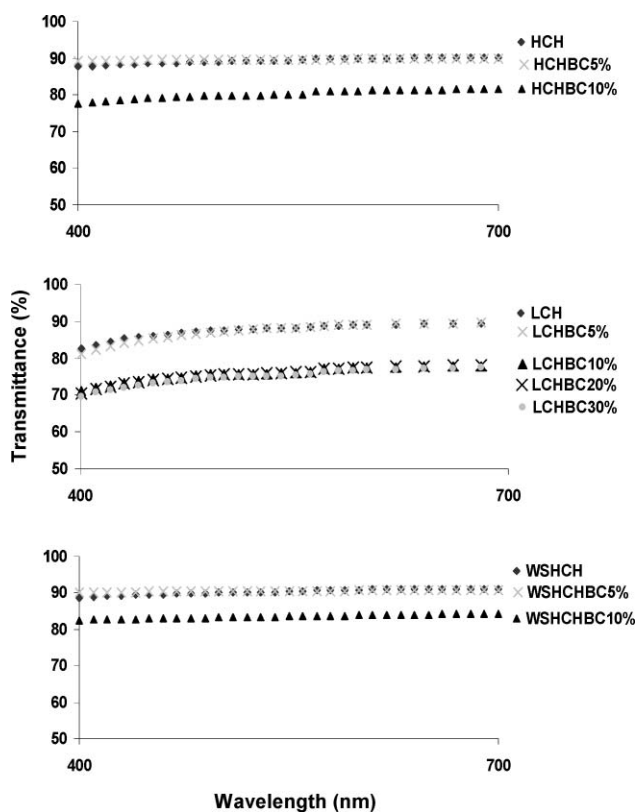 100
90
80
70
60
50
400
700
HCH
HCHBC5%
HCHBC10%
Transmittance (%)
100
90
80
70
60
50
400
700
LCH
LCHBC5%
LCHBC10%
LCHBC20%
LCHBC30%
100
90
80
70
60
50
400
700
WSHCH
WSHCHBC5%
WSHCHBC10%
Wavelength (nm)